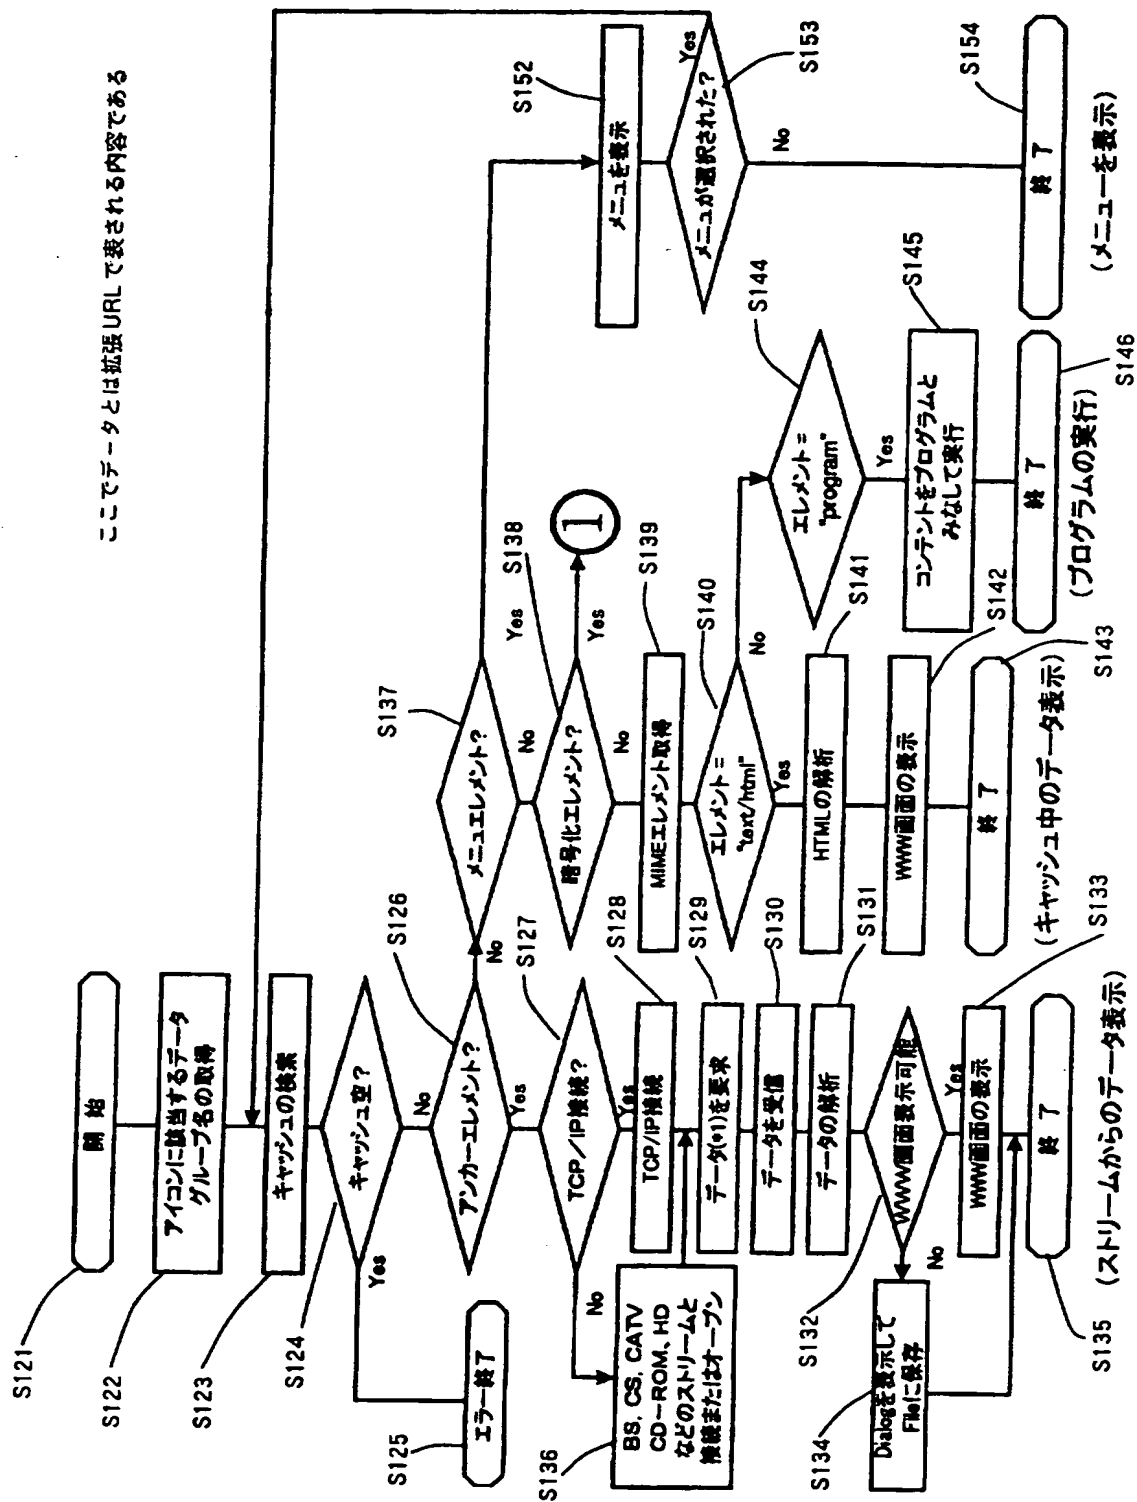 ここでデータとは拡張URLで表される内容である
開 始
S121
アイコンに該当するデータ
グループ名の取得
S122
キャッシュの検索
S123
キャッシュ空？
S124
Yes
No
エラー終了
S125
アンカーエレメント？
S126
No
Yes
TCP/IP接続？
S127
Yes
No
TCP/IP接続
S128
データ(*1)を要求
S129
データを受信
S130
データの解析
S131
WWW画面表示可能
S132
Yes
No
WWW画面の表示
S133
Dialogを表示して
Fileに保存
S134
終 了
S135
(ストリームからのデータ表示)
BS, CS, CATV
CD-ROM、HD
などのストリームと
接続またはオープン
S136
メニュエレメント？
S137
Yes
No
暗号化エレメント？
S138
Yes
No
1
MIMEエレメント取得
S139
エレメント=
"text/html"
S140
No
Yes
HTMLの解析
S141
WWW画面の表示
S142
終 了
S143
(キャッシュ中のデータ表示)
エレメント=
"program"
S144
Yes
コンテントをプログラムと
みなして実行
S145
終 了
S146
(プログラムの実行)
メニュを表示
S152
メニュが選択された？
S153
Yes
No
終 了
S154
(メニューを表示)